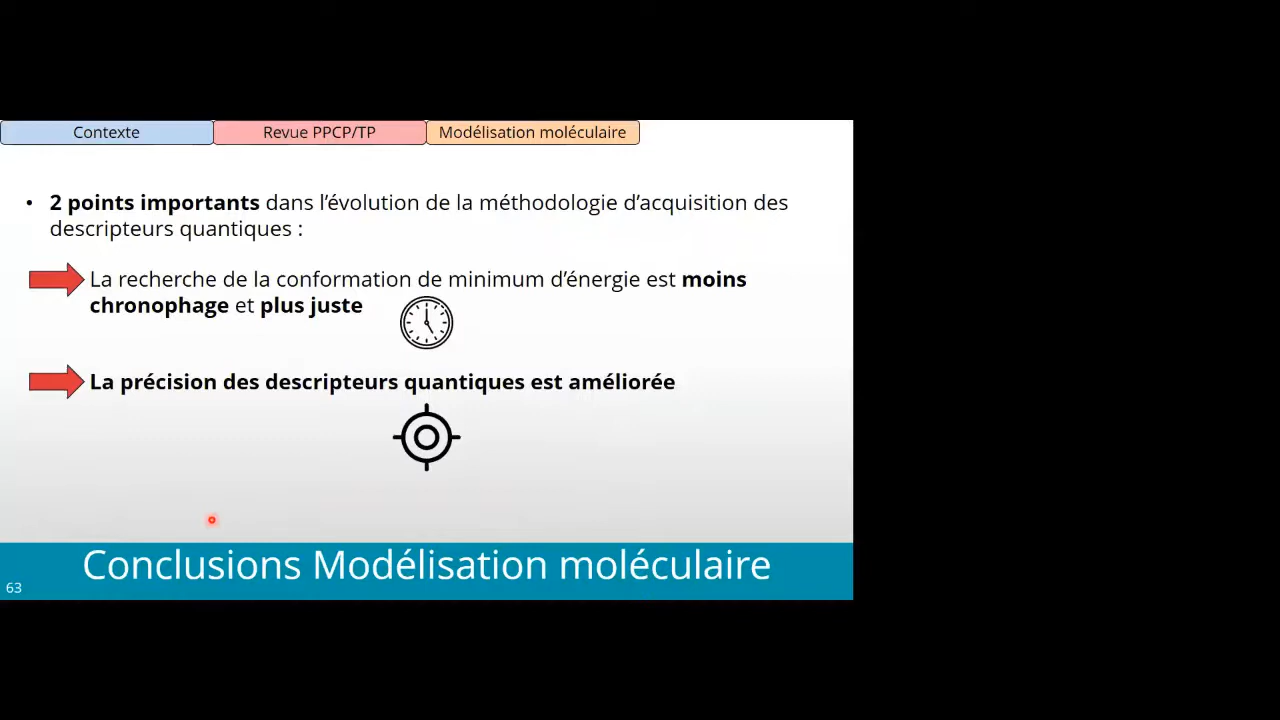 Contexte
Revue PPCP/TP
Modélisation moléculaire
• 2 points importants dans l’évolution de la méthodologie d’acquisition des
descripteurs quantiques :
La recherche de la conformation de minimum d’énergie est moins
chronophage et plus juste
La précision des descripteurs quantiques est améliorée
Conclusions Modélisation moléculaire
63